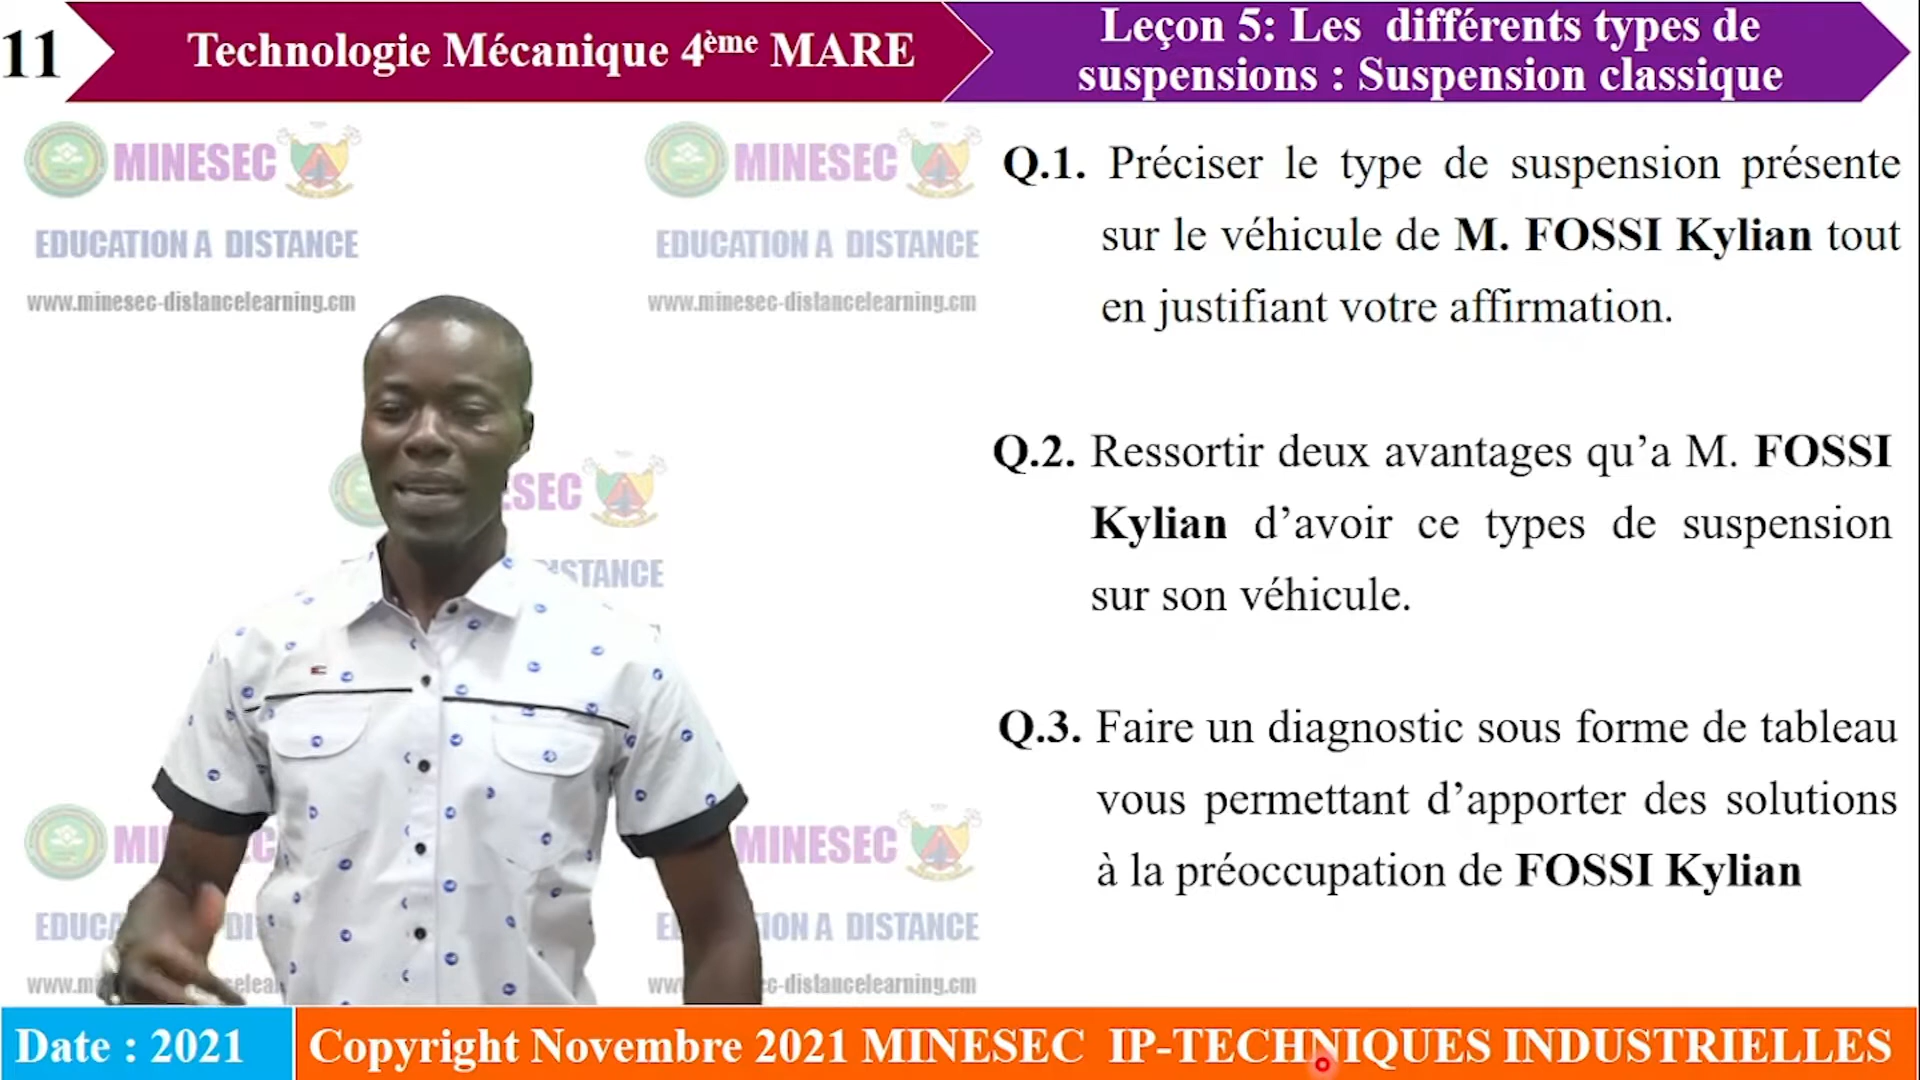 11
Technologie Mécanique 4ème MARE
Leçon 5: Les différents types de
suspensions : Suspension classique
MINESEC
EDUCATION A DISTANCE
www.minesec-distancelearning.cm
MINESEC
EDUCATION A DISTANCE
www.minesec-distancelearning.cm
Q.1. Préciser le type de suspension présente
sur le véhicule de M. FOSSI Kylian tout
en justifiant votre affirmation.
Q.2. Ressortir deux avantages qu’a M. FOSSI
Kylian d’avoir ce types de suspension
sur son véhicule.
Q.3. Faire un diagnostic sous forme de tableau
vous permettant d’apporter des solutions
à la préoccupation de FOSSI Kylian
MINESEC
Date : 2021
Copyright Novembre 2021 MINESEC IP-TECHNIQUES INDUSTRIELLES